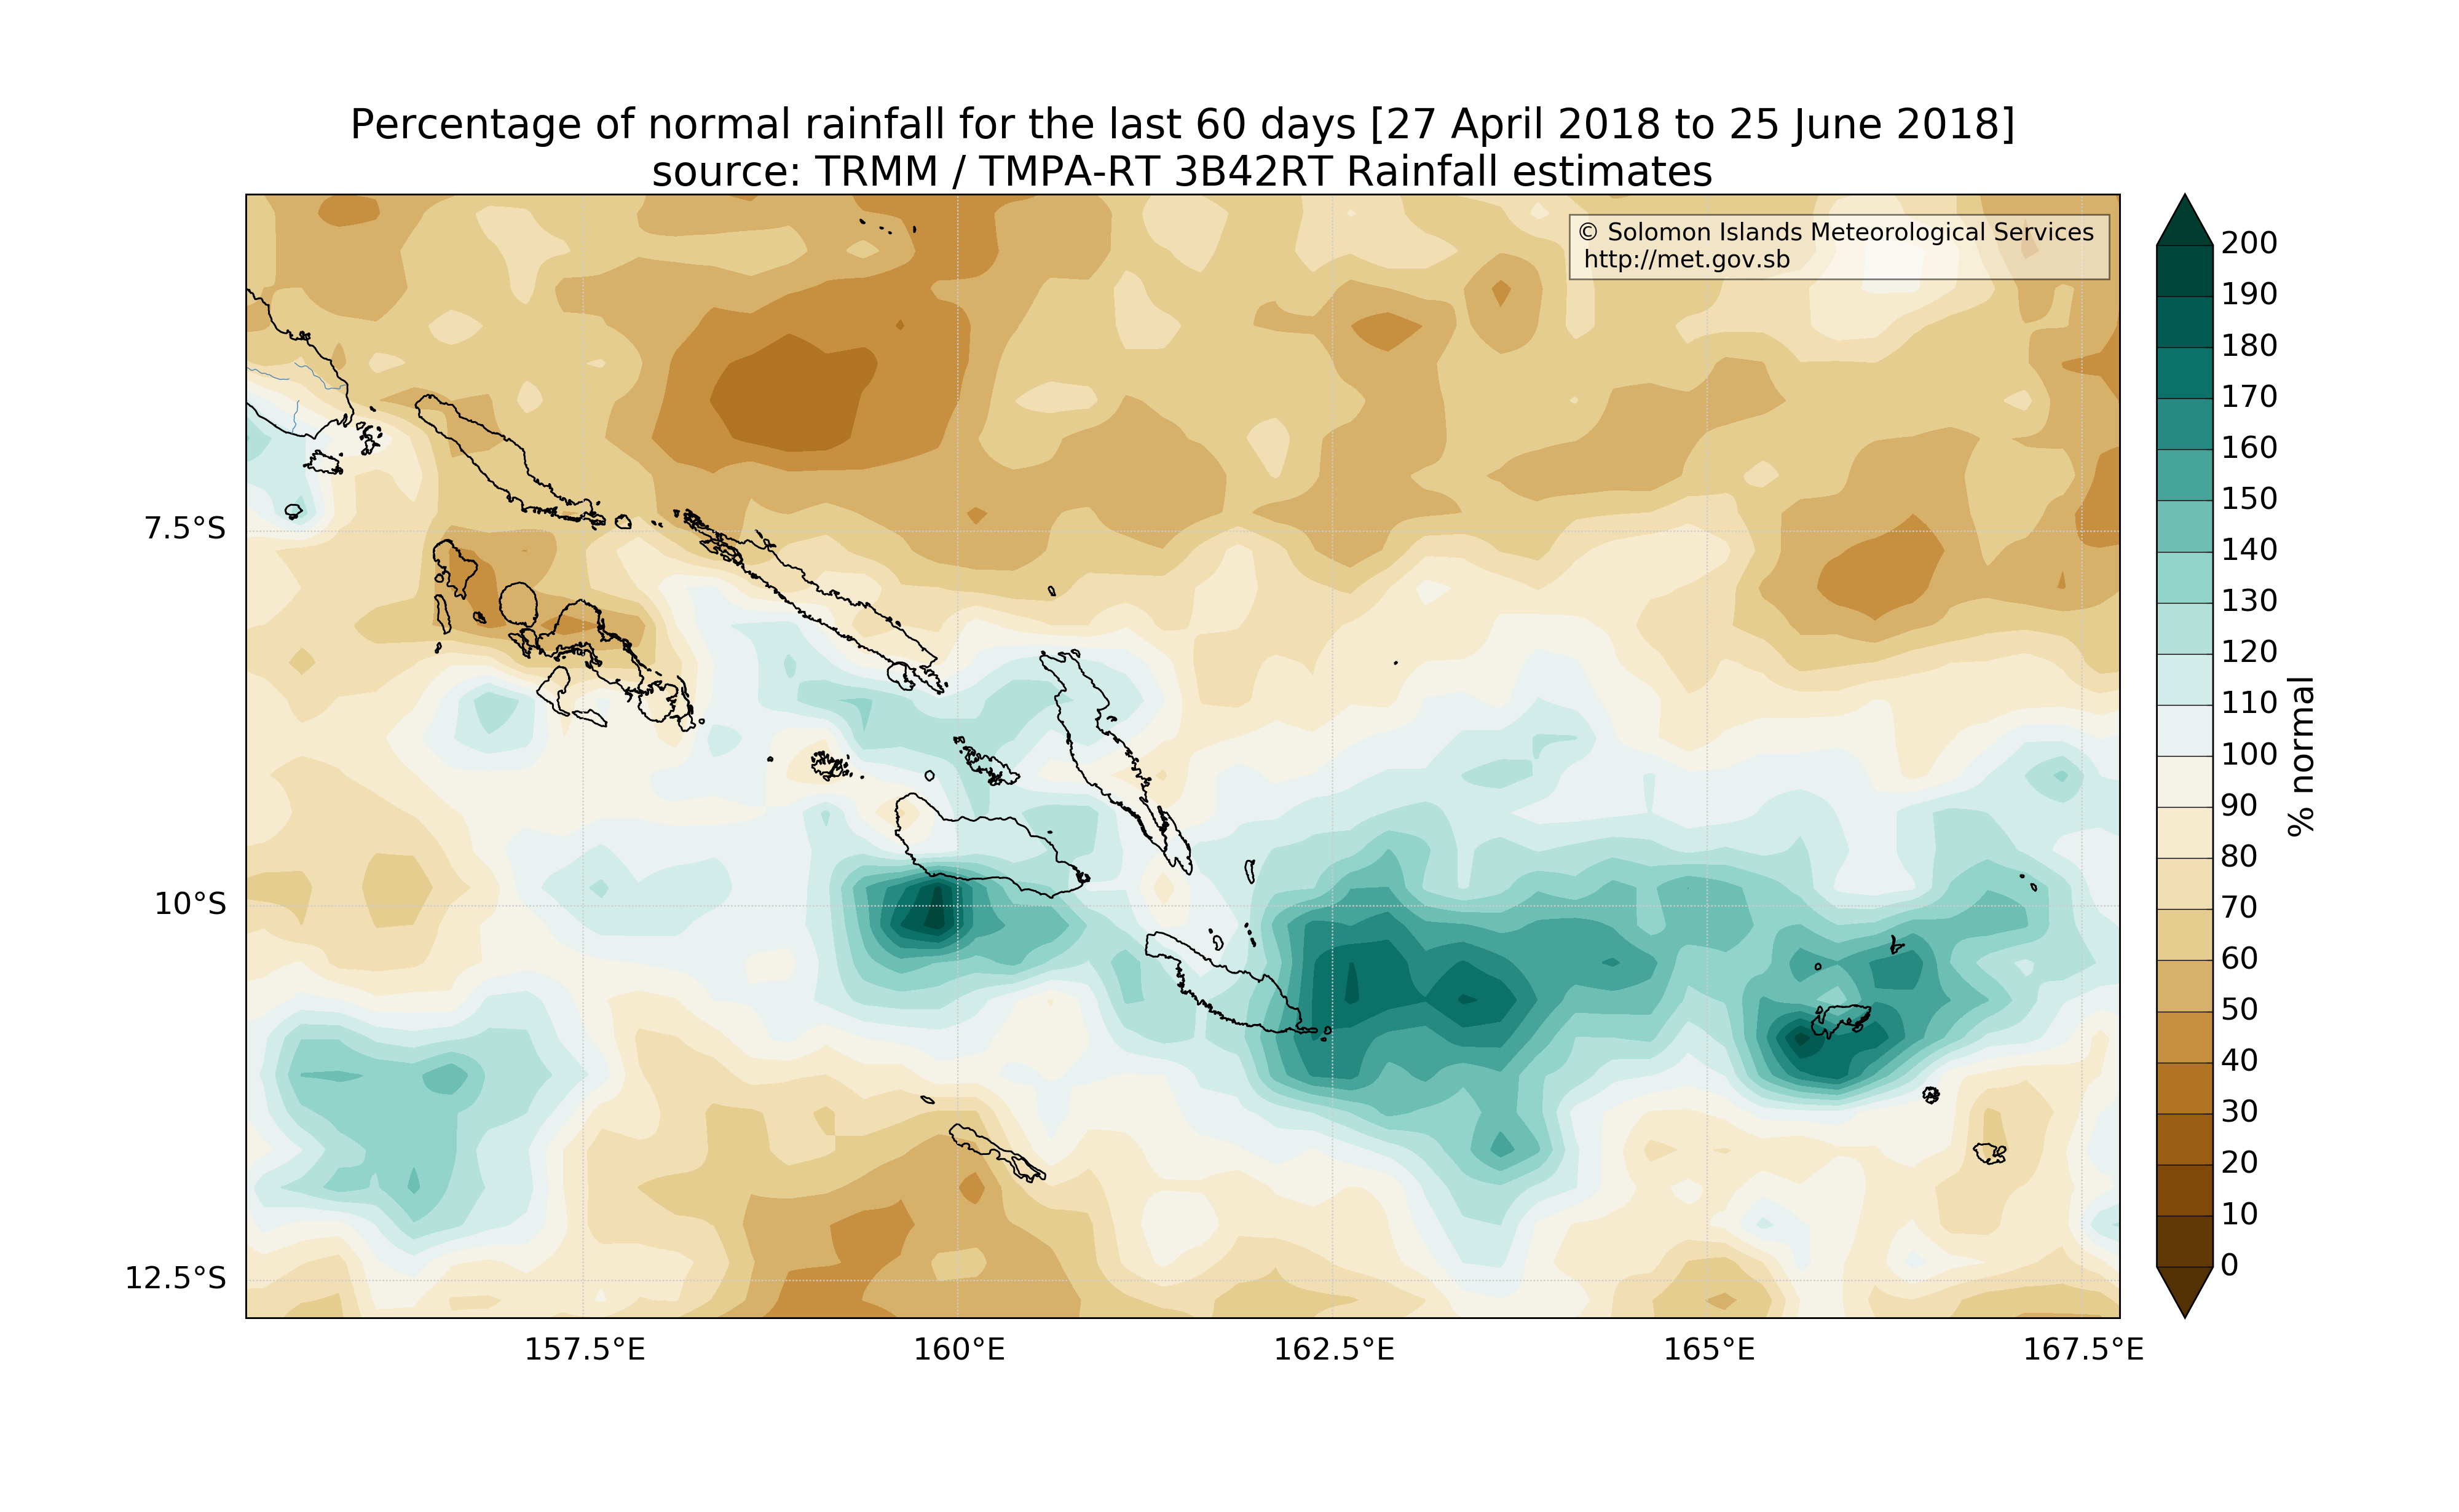 Percentage of normal rainfall for the last 60 days [27 April 2018 to 25 June 2018]
source: TRMM / TMPA-RT 3B42RT Rainfall estimates
© Solomon Islands Meteorological Services
http://met.gov.sb
7.5°S
10°S
12.5°S
157.5°E
160°E
162.5°E
165°E
167.5°E
200
190
180
170
160
150
140
130
120
110
100
90
80
70
60
50
40
30
20
10
0
% normal